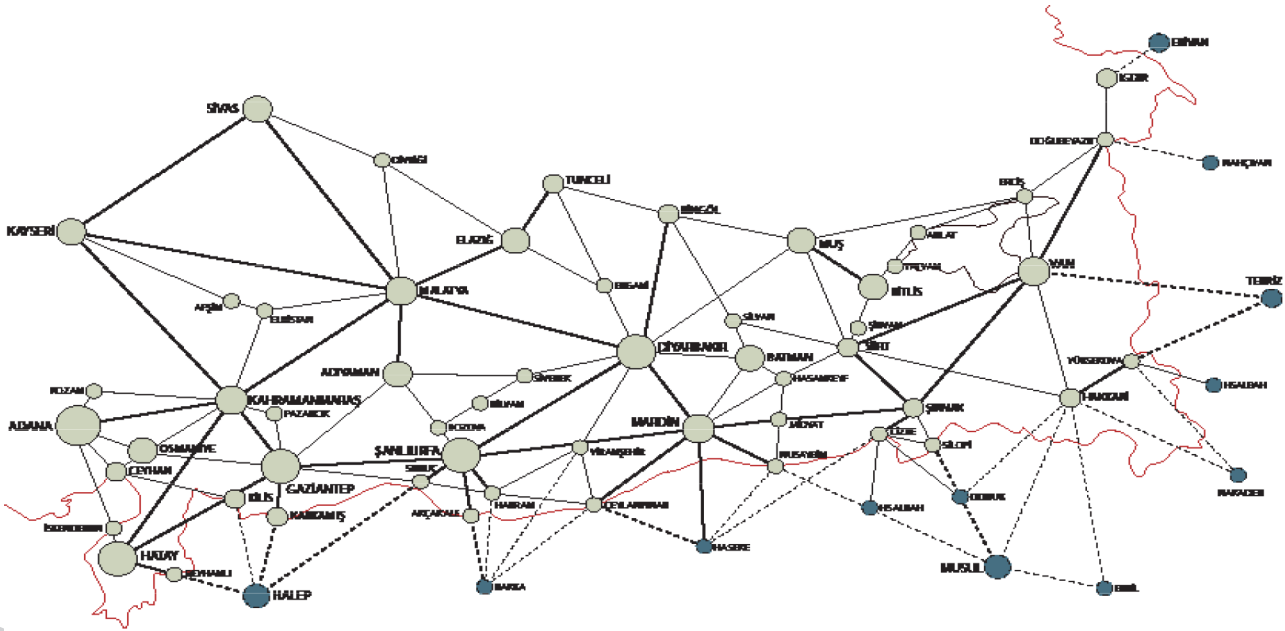 ERİVAN
IĞDIR
SİVAS
DOĞUBEYAZIT
NAHÇIVAN
DİVRİĞİ
TUNCELİ
ERCİŞ
BİNGÖL
KAYSERİ
ELAZIĞ
MUŞ
AHLAT
TATVAN
VAN
TEBRİZ
MALATYA
ERGANİ
BİTLİS
AFŞİN
ELBİSTAN
SİLVAN
ŞİRVAN
DİYARBAKIR
BATMAN
SİİRT
YÜKSEKOVA
ADIYAMAN
SİVEREK
HASANKEYF
KOZAN
KAHRAMANMARAŞ
HAKKARİ
PAZARCIK
ŞIRNAK
ADANA
BOZOVA
MARDİN
MİDYAT
CİZRE
SİLOPİ
OSMANİYE
ŞANLIURFA
VİRANŞEHİR
CEYHAN
SURUÇ
NUSAYBİN
GAZİANTEP
KİLİS
HARRAN
CEYLANPINAR
DOHUK
KARKAMIŞ
AKÇAKALE
İSKENDERUN
HASEKE
HATAY
REYHANLI
MUSUL
HALEP
RAKKA
ERBİL